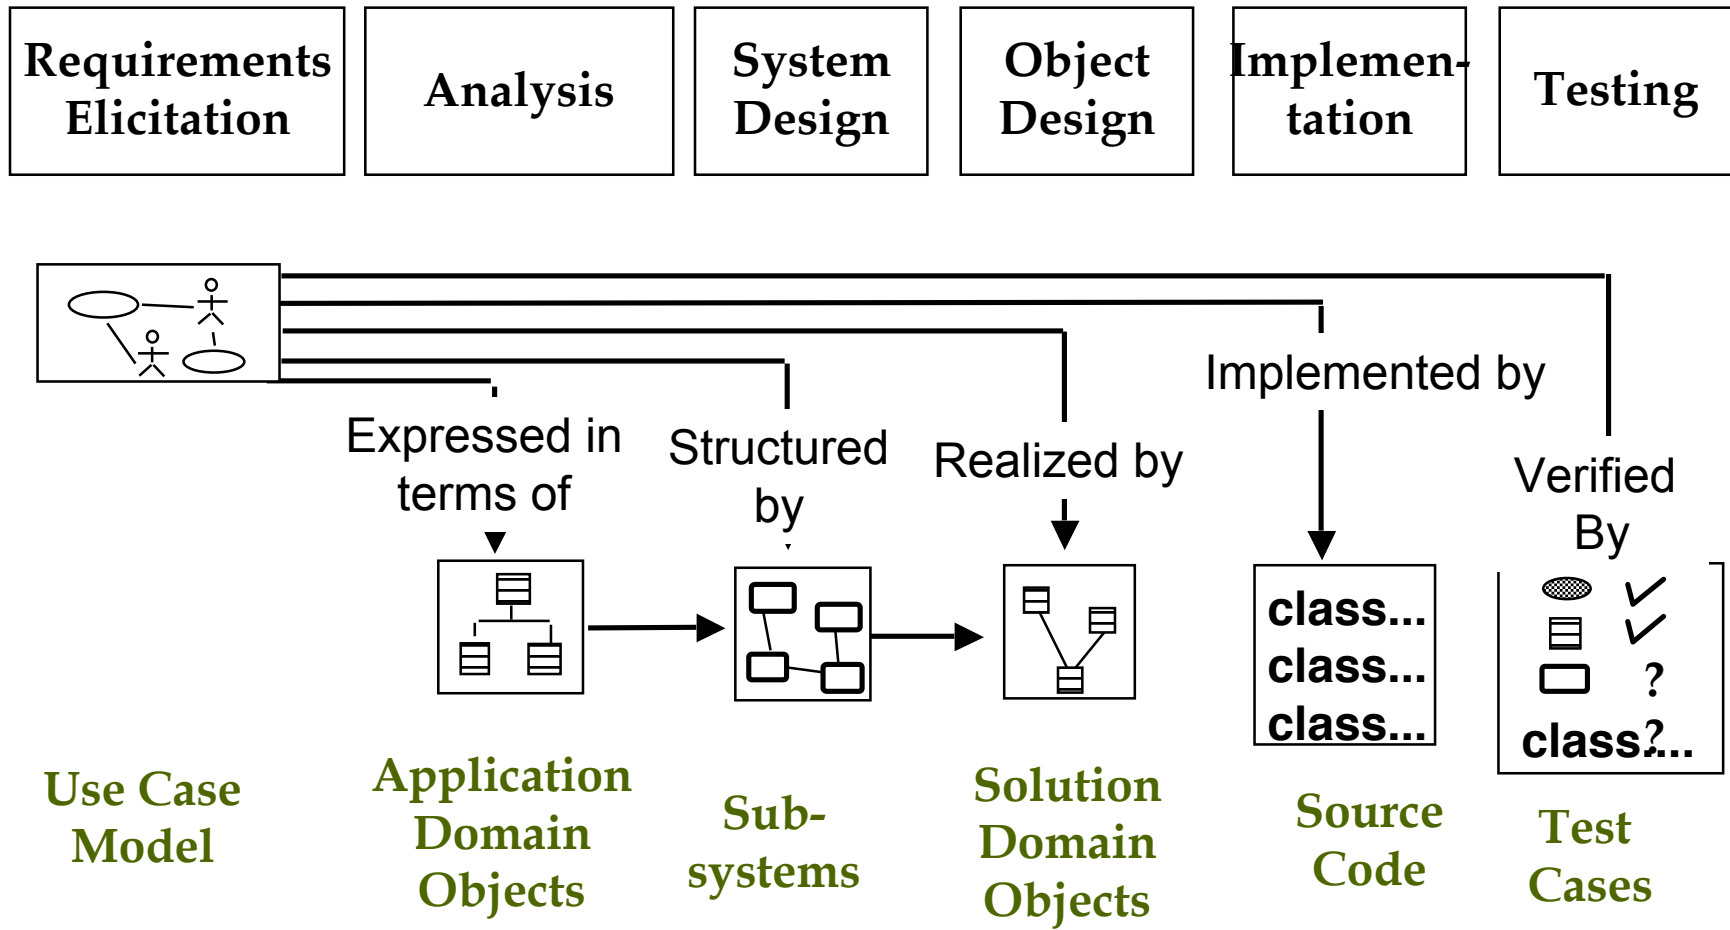 Requirements
Elicitation
Analysis
System
Design
Object
Design
Implemen-
tation
Testing
Implemented by
Expressed in
terms of
Structured
by
Realized by
Verified
By
class...
class...
class...
?
?
class....
Use Case
Model
Application
Domain
Objects
Sub-
systems
Solution
Domain
Objects
Source
Code
Test
Cases